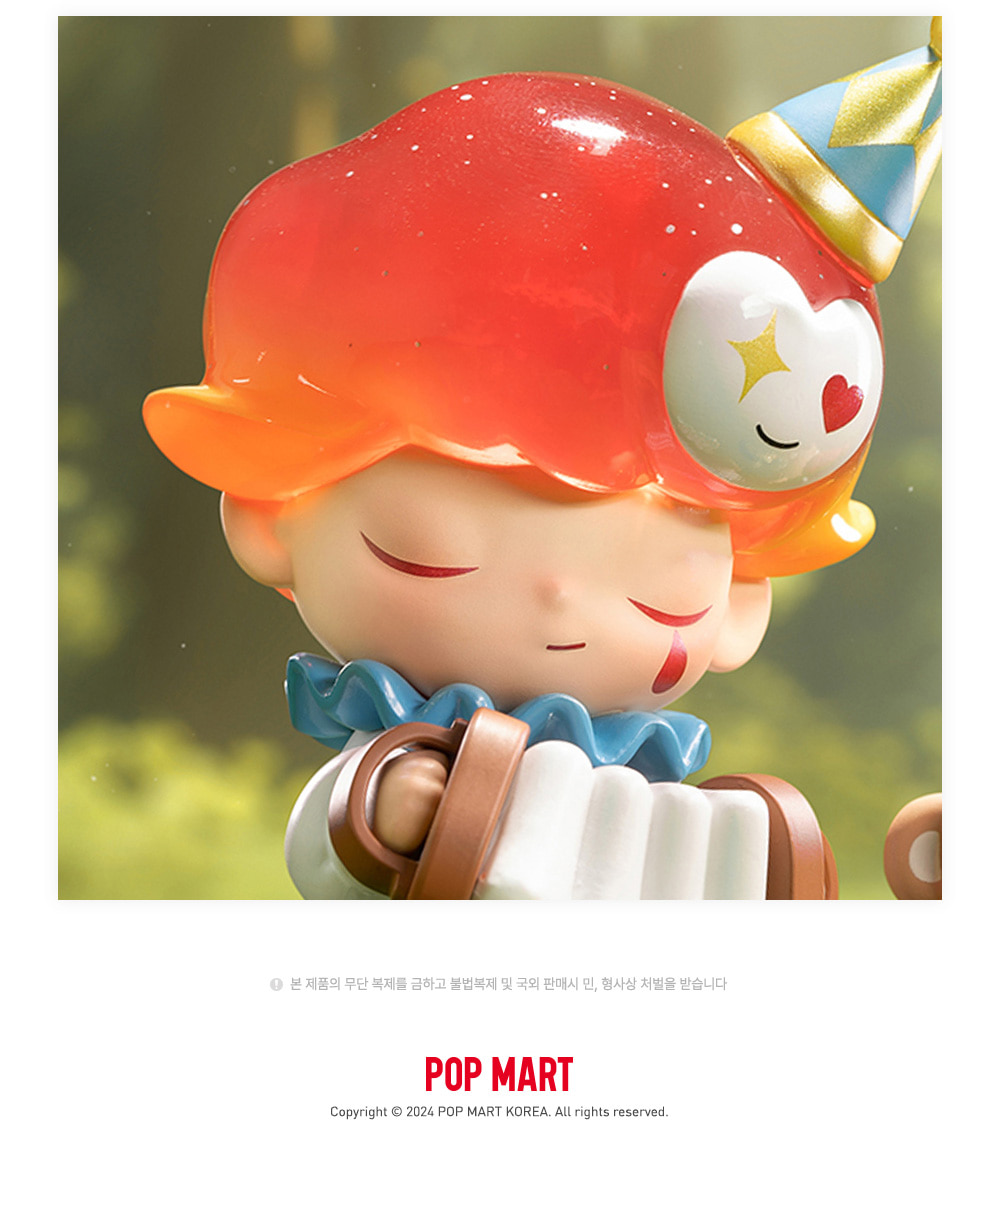 본 제품의 무단 복제를 금하고 불법복제 및 국외 판매시 민, 형사상 처벌을 받습니다
POP MART
Copyright © 2024 POP MART KOREA. All rights reserved.